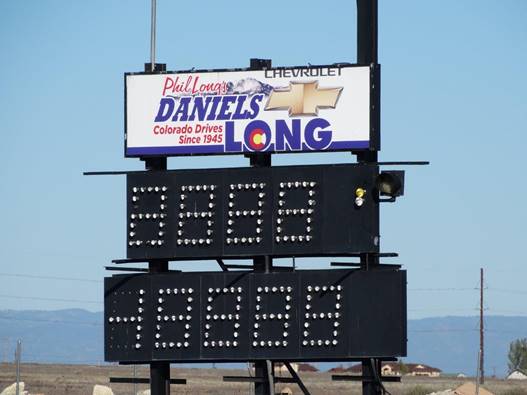 CHEVROLET
Phil Long's
DANIELS
Colorado Drives
Since 1945
LONG